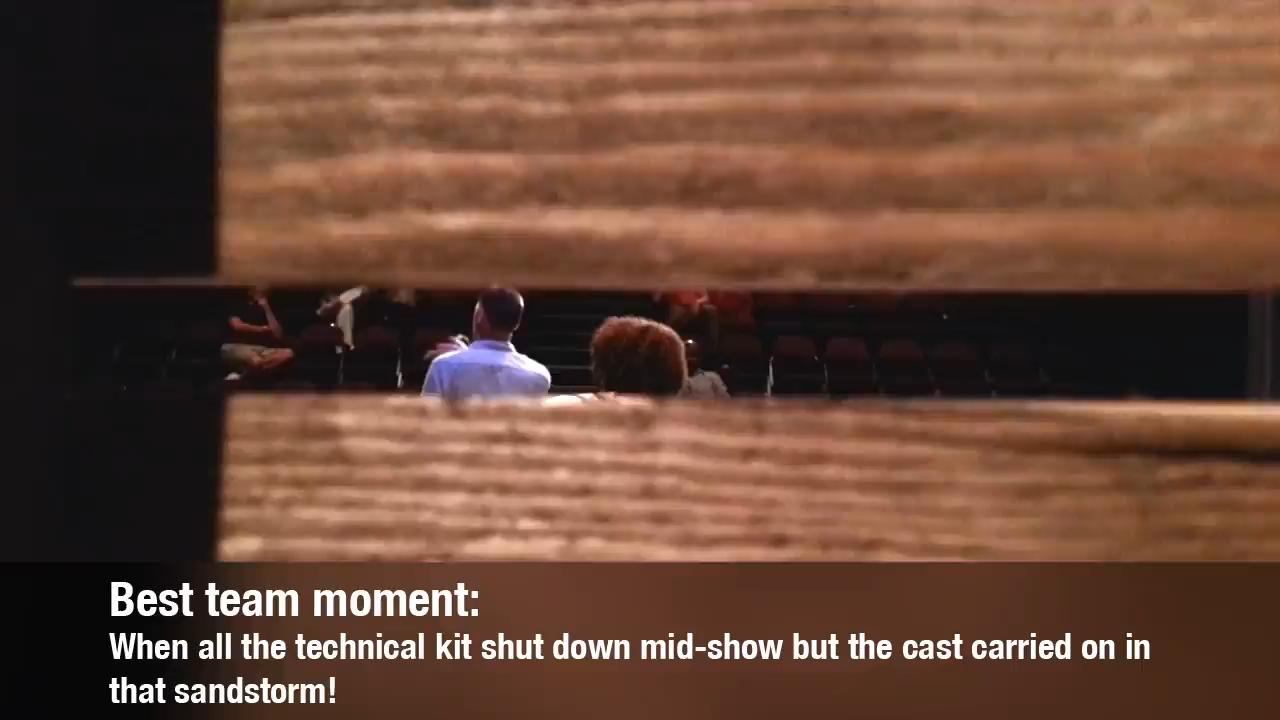 Best team moment:
When all the technical kit shut down mid-show but the cast carried on in
that sandstorm!